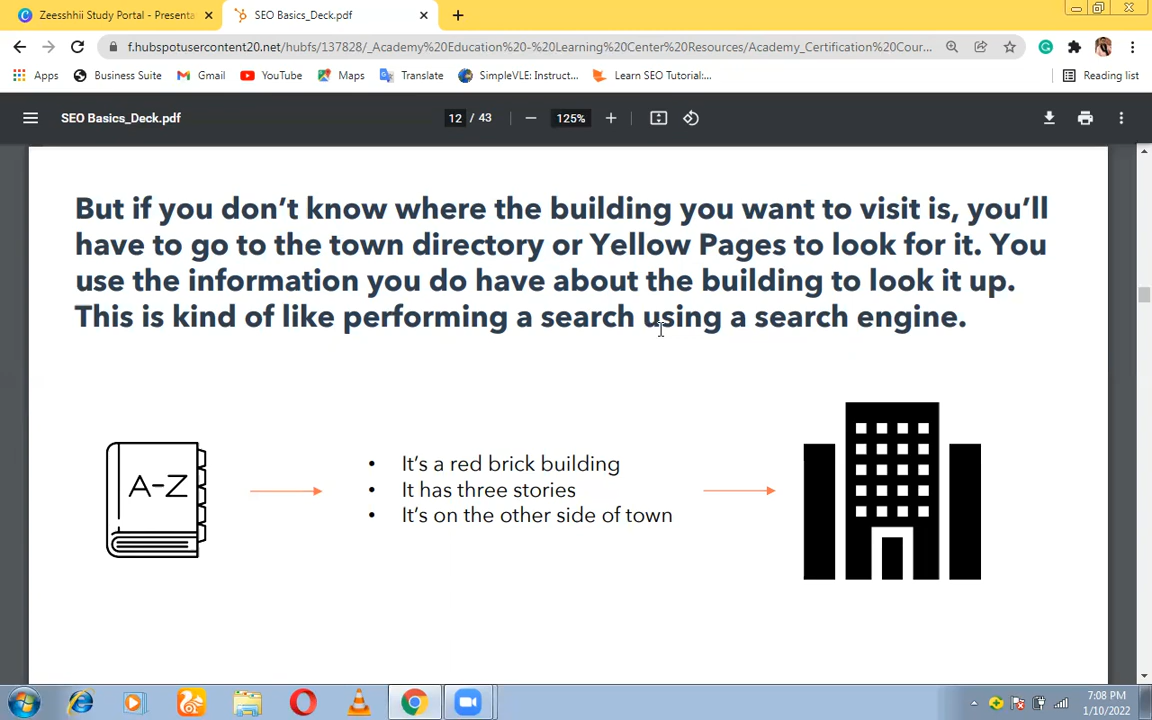 Zeesshhii Study Portal - Presenta
SEO Basics_Deck.pdf
f.hubspotusercontent20.net/hubfs/137828/_Academy%20Education%20-%20Learning%20Center%20Resources/Academy_Certification%20Cour...
Apps Business Suite Gmail YouTube Maps Translate SimpleVLE: Instruct... Learn SEO Tutorial:... Reading list
SEO Basics_Deck.pdf 12 / 43 125%
But if you don't know where the building you want to visit is, you'll
have to go to the town directory or Yellow Pages to look for it. You
use the information you do have about the building to look it up.
This is kind of like performing a search using a search engine.
A-Z
• It's a red brick building
• It has three stories
• It's on the other side of town
7:08 PM
1/10/2022